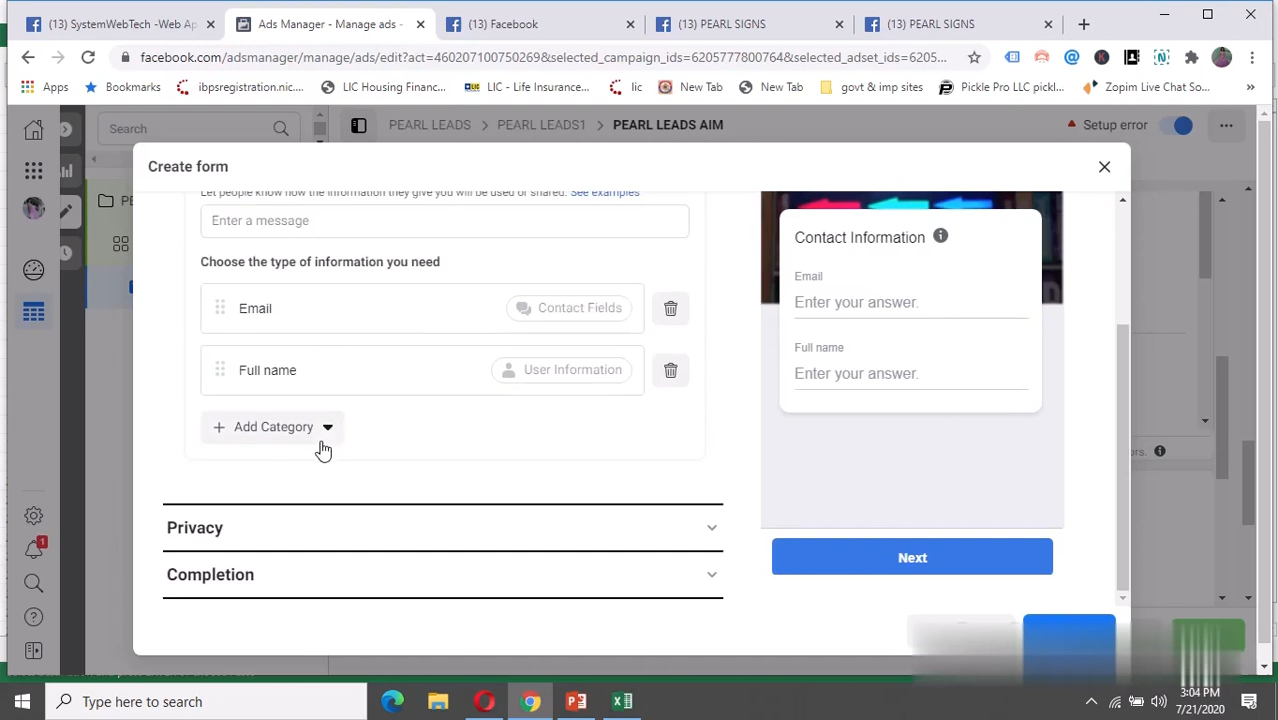 (13) SystemWebTech -Web Ap
Ads Manager - Manage ads -
(13) Facebook
(13) PEARL SIGNS
(13) PEARL SIGNS
facebook.com/adsmanager/manage/ads/edit?act=4602071007502698&selected_campaign_ids=6205777800764&selected_adset_ids=6205...
Apps
Bookmarks
ibpsregistration.nic....
LIC Housing Financ...
LIC - Life Insurance...
lic
New Tab
New Tab
govt & imp sites
Pickle Pro LLC pickl...
Zopim Live Chat So...
»
Search
PEARL LEADS > PEARL LEADS1 > PEARL LEADS AIM
Setup error
Create form
Let people know how the information they give you will be used or shared. See examples
Enter a message
Choose the type of information you need
Email
Contact Fields
Full name
User Information
+ Add Category
Privacy
Completion
Contact Information
Email
Enter your answer.
Full name
Enter your answer.
Next
1
Type here to search
3:04 PM
7/21/2020